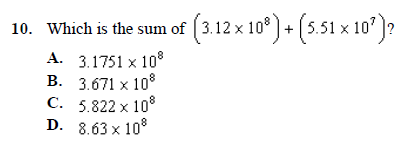 10. Which is the sum of (3.12 x 10⁸) + (5.51 x 10⁷)?
A. 3.1751 x 10⁸
B. 3.671 x 10⁸
C. 5.822 x 10⁸
D. 8.63 x 10⁸